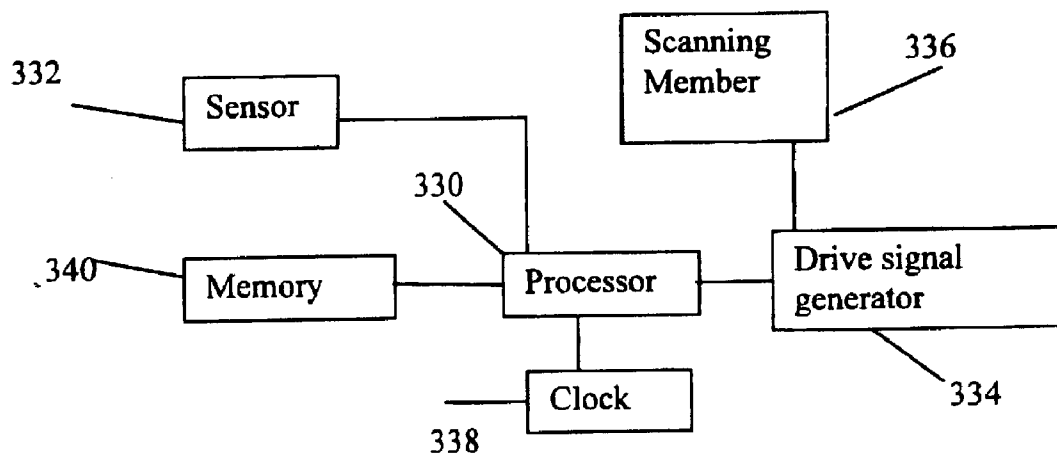 Scanning
Member
336
332
Sensor
330
340
Memory
Processor
Drive signal
generator
Clock
334
338